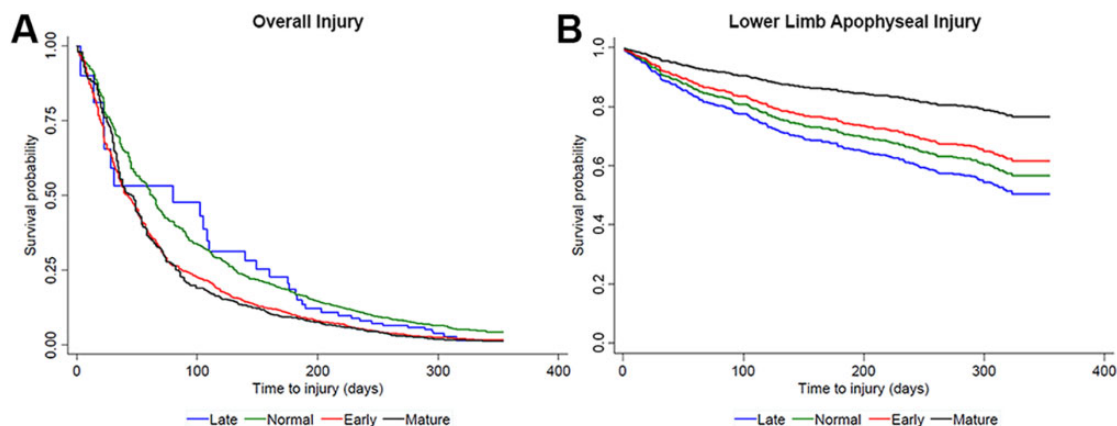 A
Overall Injury
Survival probability
1.00
0.75
0.50
0.25
0.00
0 100 200 300 400
Time to injury (days)
Late Normal Early Mature
B
Lower Limb Apophyseal Injury
Survival probability
1.0
0.8
0.6
0.4
0.2
0.0
0 100 200 300 400
Time to injury (days)
Late Normal Early Mature